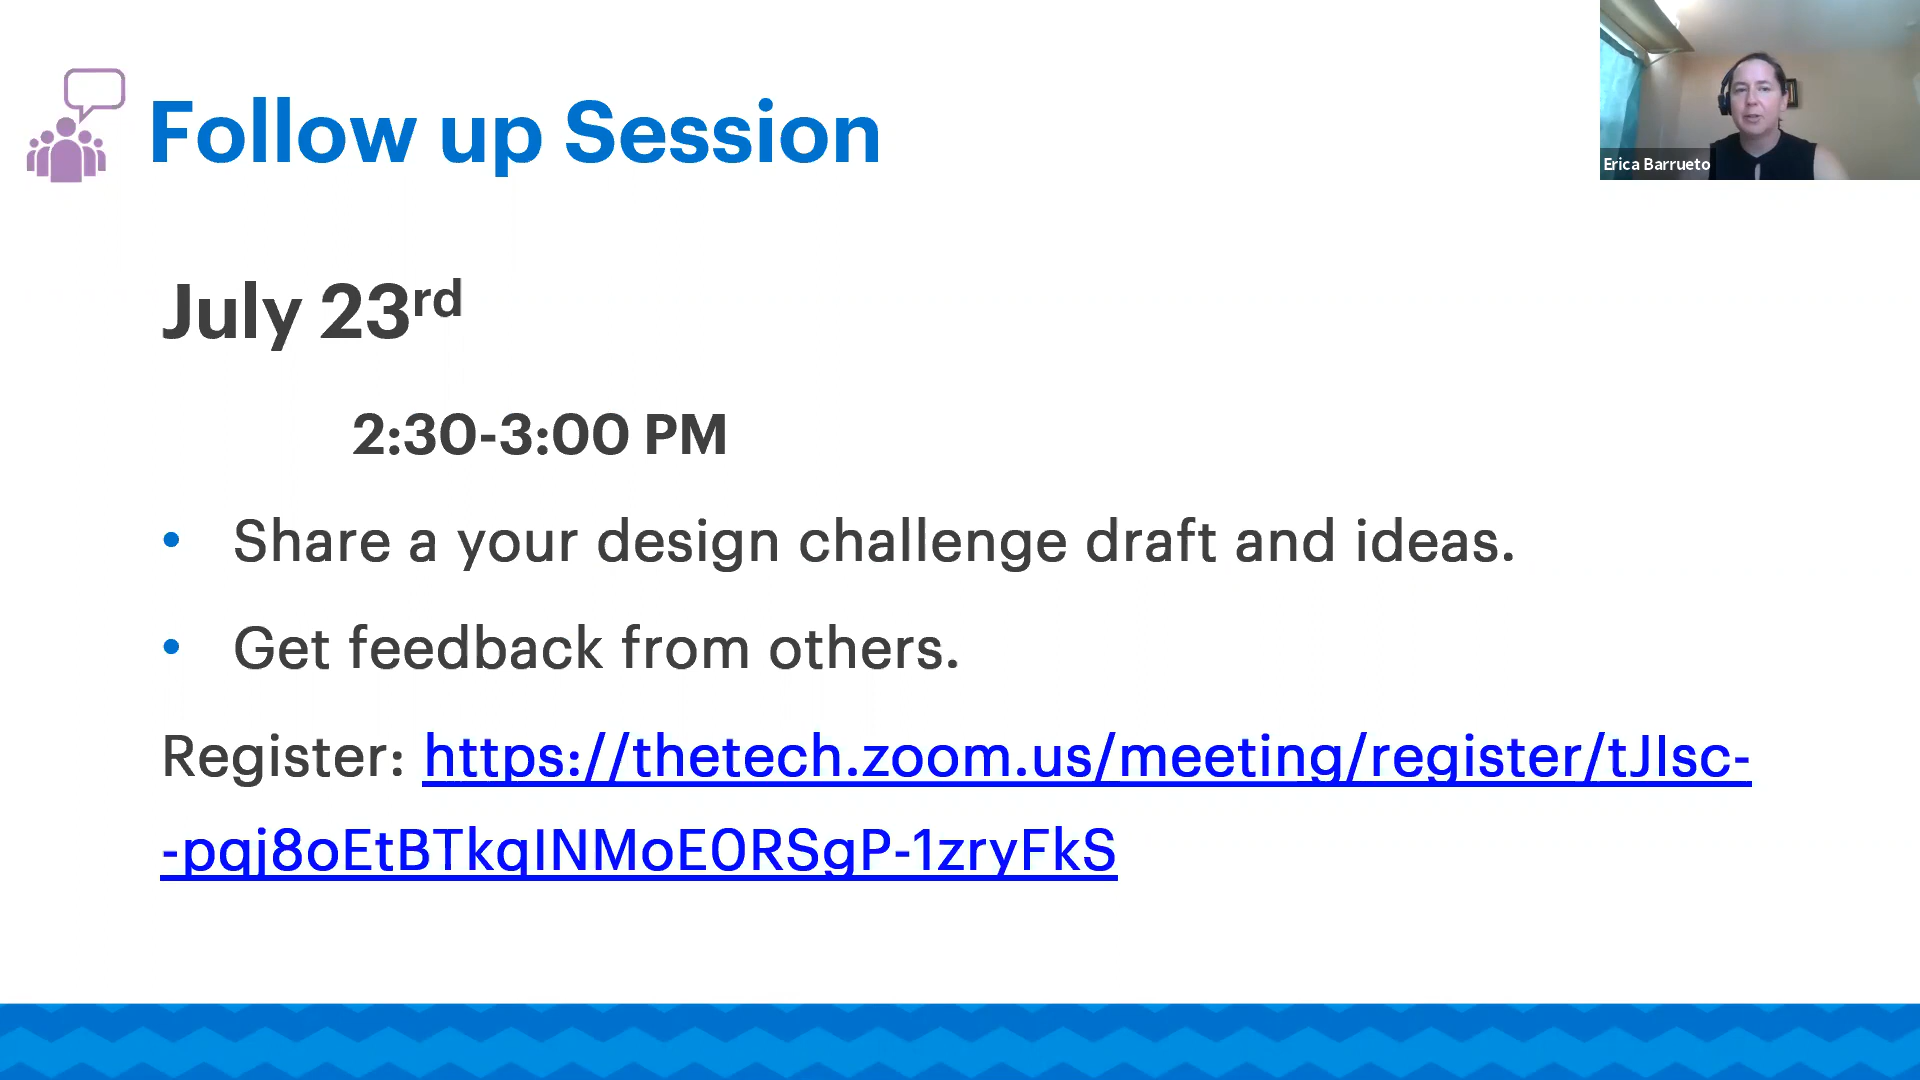 Follow up Session
Erica Barrueto
July 23rd
2:30-3:00 PM
• Share a your design challenge draft and ideas.
• Get feedback from others.
Register: https://thetech.zoom.us/meeting/register/tJIsc-
-pqj8oEtBTkqINMoE0RSgP-1zryFkS